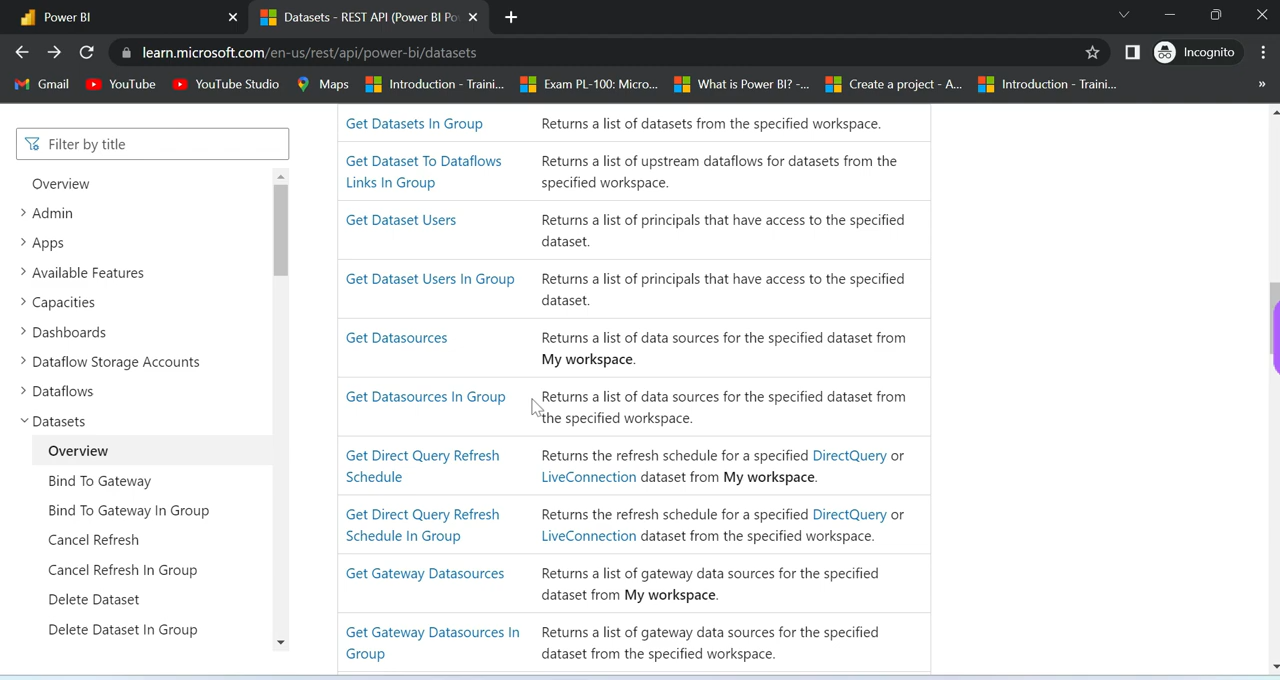 Power BI
Datasets - REST API (Power BI Po
learn.microsoft.com/en-us/rest/api/power-bi/datasets
Incognito
Gmail
YouTube
YouTube Studio
Maps
Introduction - Traini...
Exam PL-100: Micro...
What is Power BI? -...
Create a project - A...
Introduction - Traini...
»
Filter by title
Overview
Admin
Apps
Available Features
Capacities
Dashboards
Dataflow Storage Accounts
Dataflows
Datasets
Overview
Bind To Gateway
Bind To Gateway In Group
Cancel Refresh
Cancel Refresh In Group
Delete Dataset
Delete Dataset In Group
Get Datasets In Group
Returns a list of datasets from the specified workspace.
Get Dataset To Dataflows
Links In Group
Returns a list of upstream dataflows for datasets from the
specified workspace.
Get Dataset Users
Returns a list of principals that have access to the specified
dataset.
Get Dataset Users In Group
Returns a list of principals that have access to the specified
dataset.
Get Datasources
Returns a list of data sources for the specified dataset from
My workspace.
Get Datasources In Group
Returns a list of data sources for the specified dataset from
the specified workspace.
Get Direct Query Refresh
Schedule
Returns the refresh schedule for a specified DirectQuery or
LiveConnection dataset from My workspace.
Get Direct Query Refresh
Schedule In Group
Returns the refresh schedule for a specified DirectQuery or
LiveConnection dataset from the specified workspace.
Get Gateway Datasources
Returns a list of gateway data sources for the specified
dataset from My workspace.
Get Gateway Datasources In
Group
Returns a list of gateway data sources for the specified
dataset from the specified workspace.